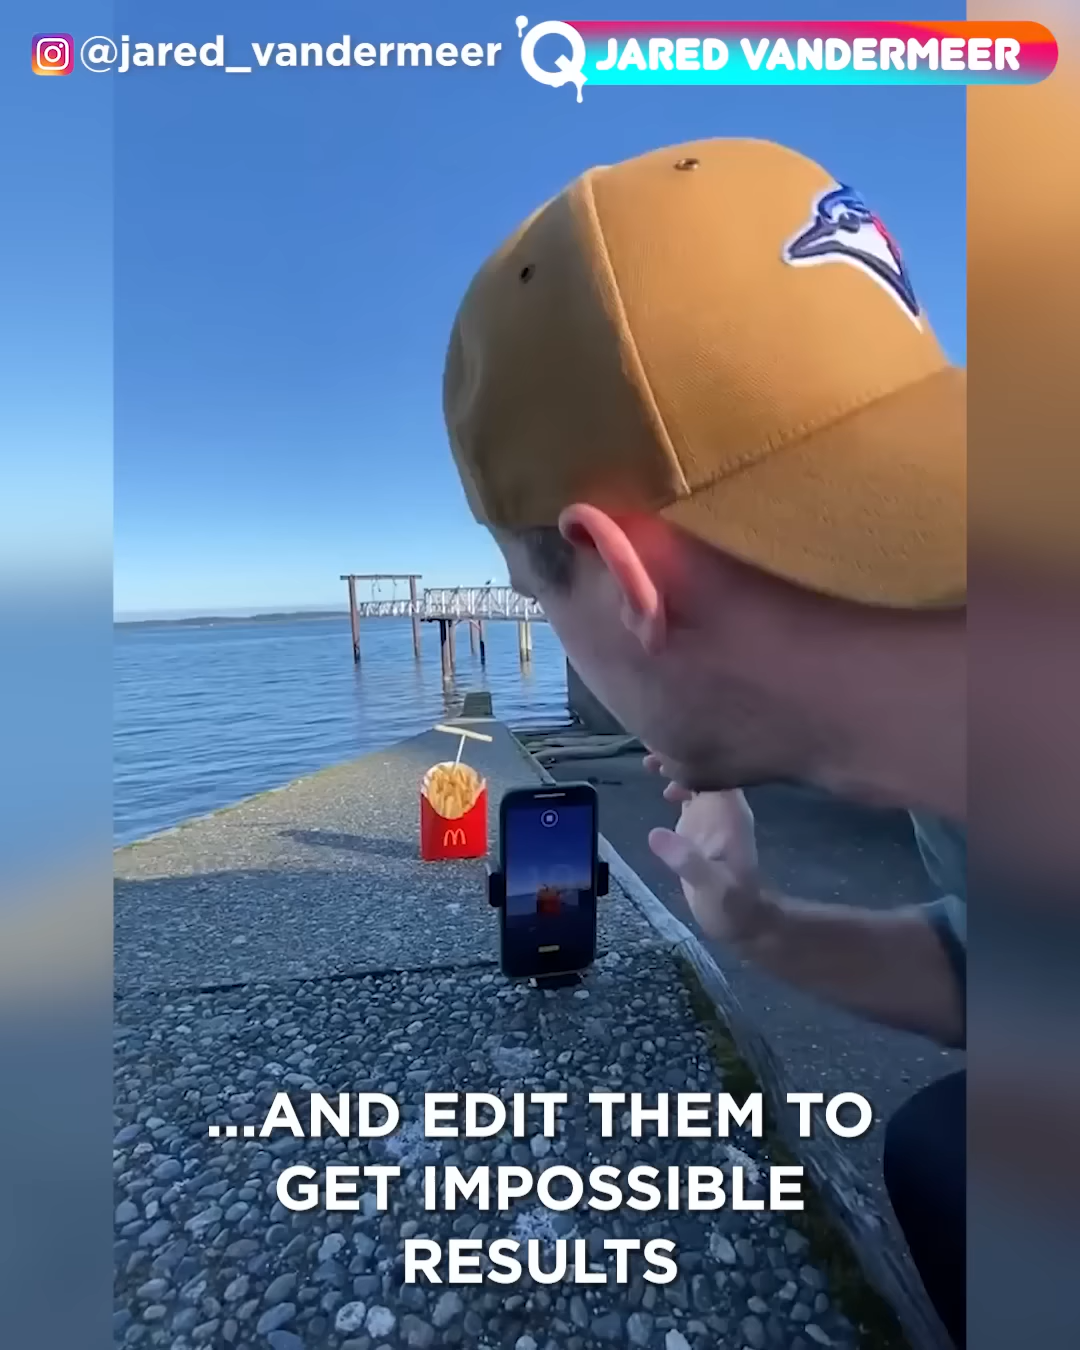 @jared_vandermeer
JARED VANDERMEER
...AND EDIT THEM TO
GET IMPOSSIBLE
RESULTS